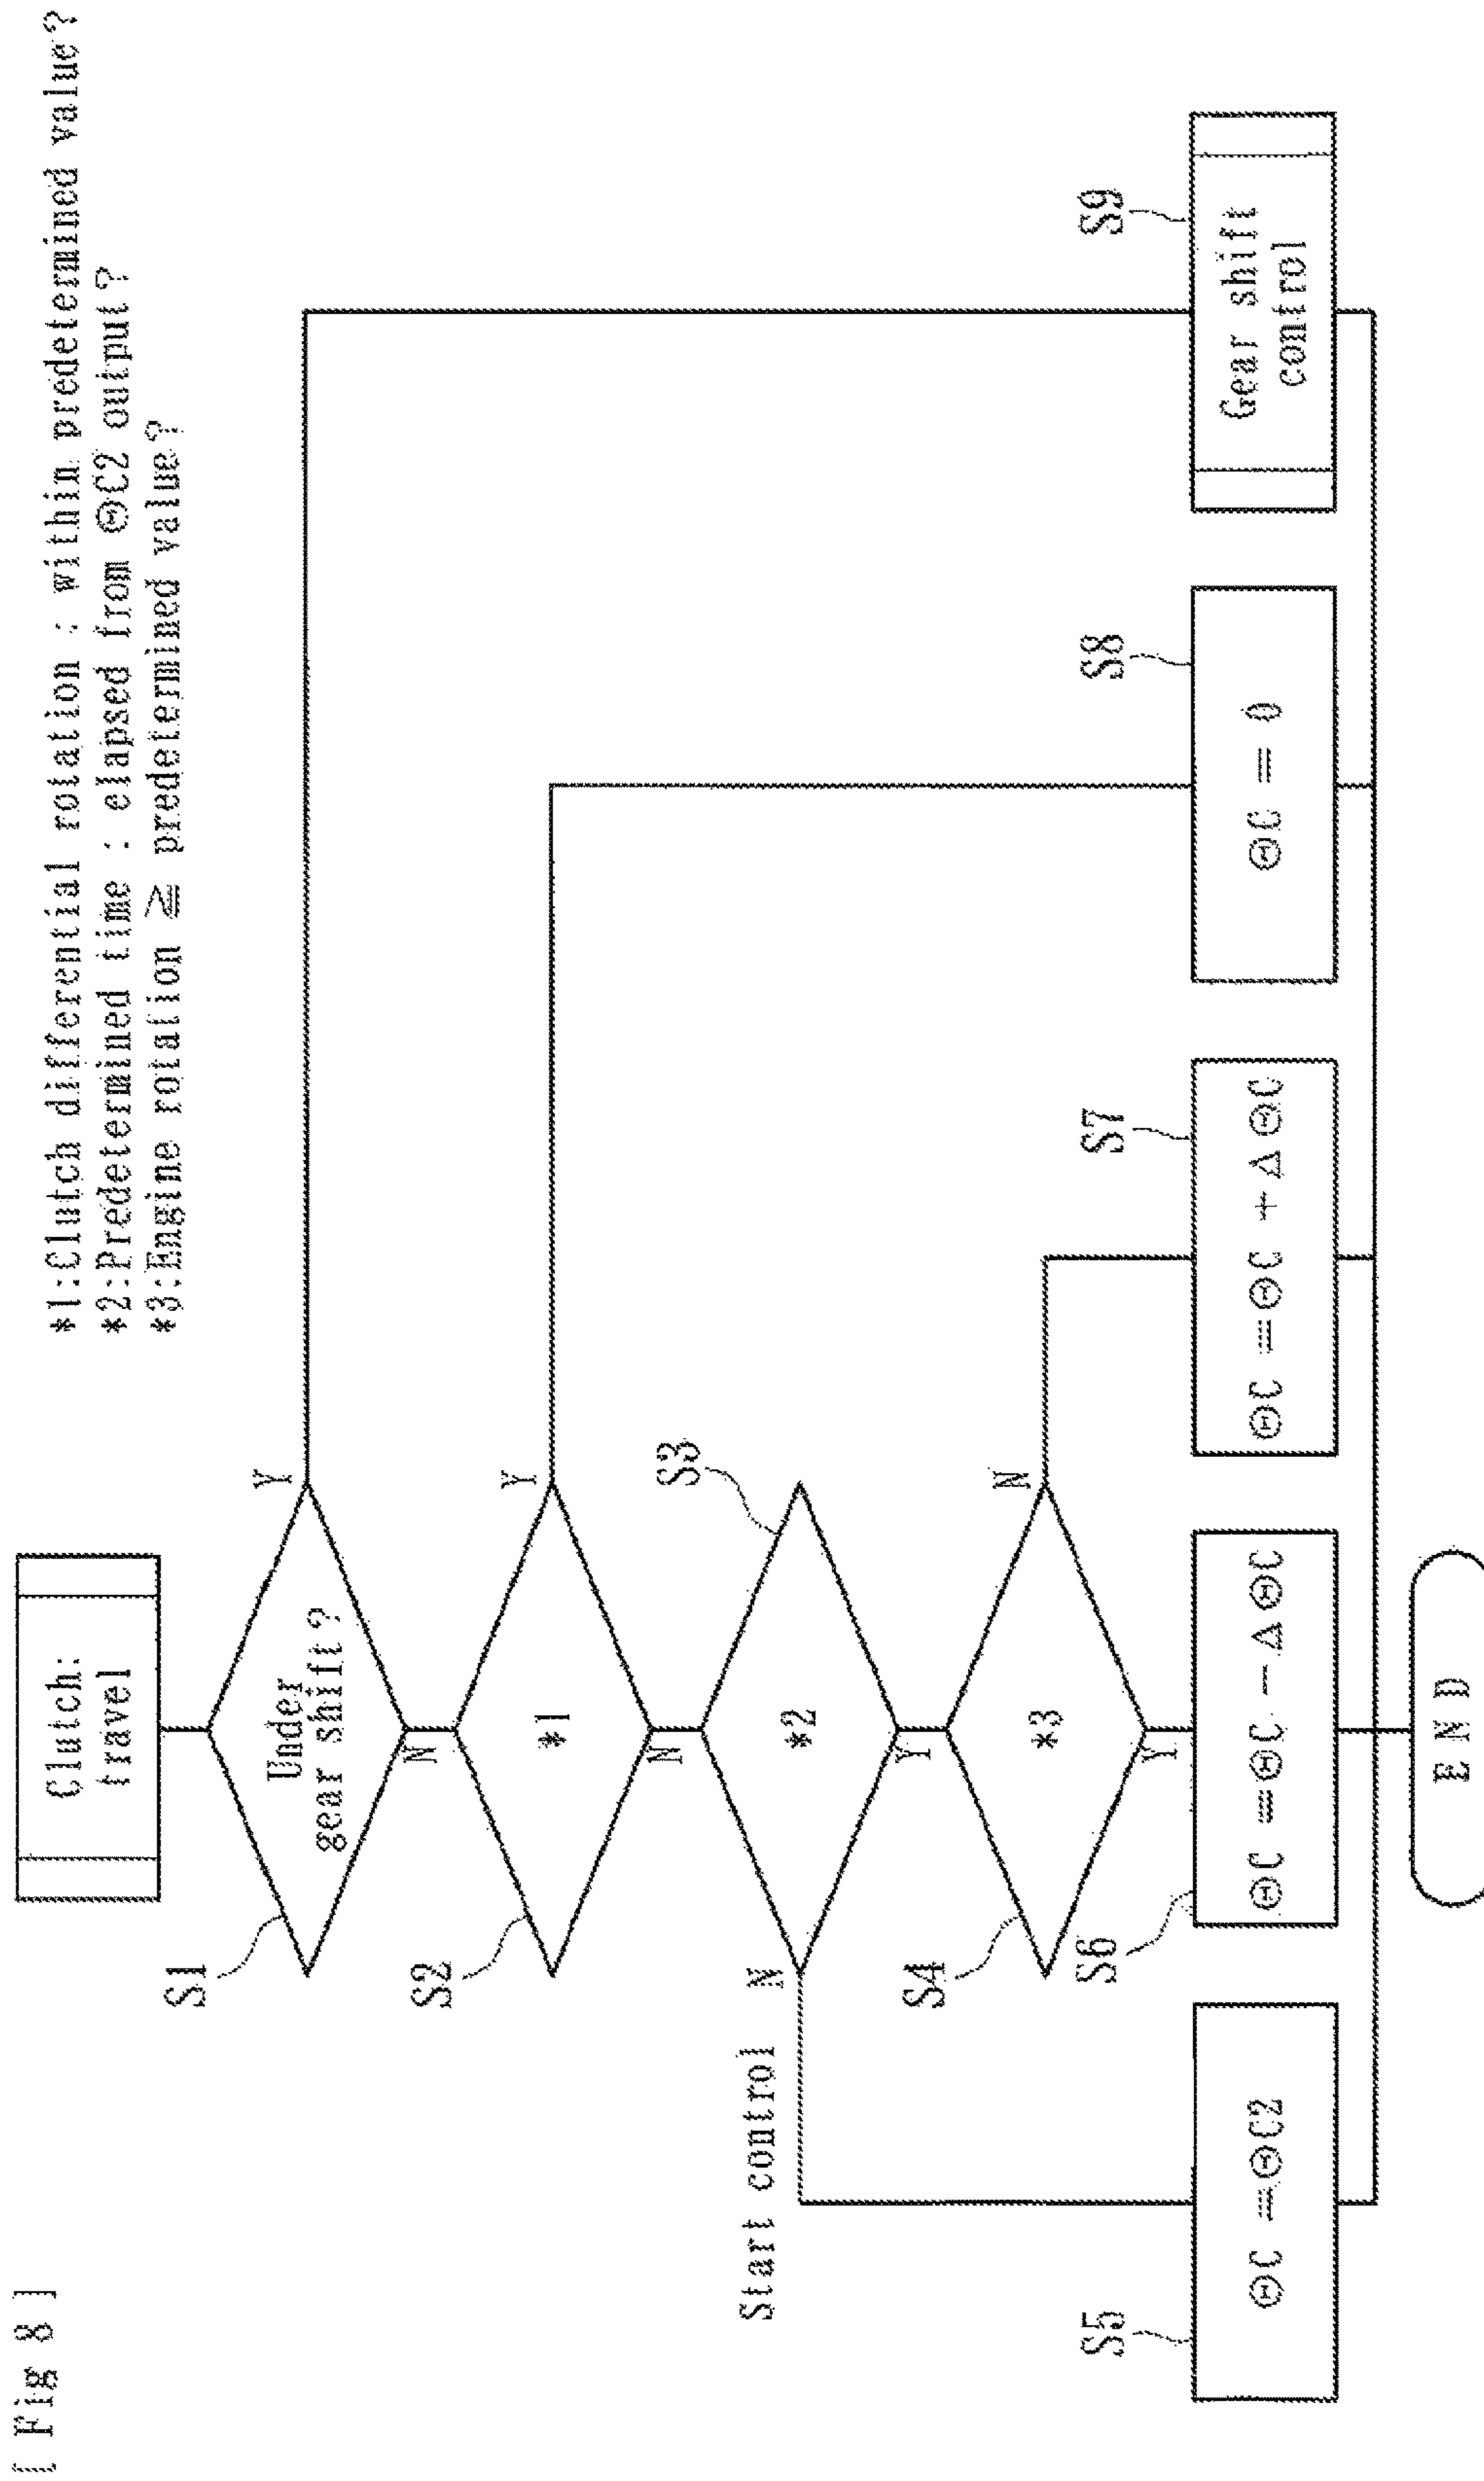 [ Fig 8 ]
*1:Clutch differential rotation : within predetermined value?
*2:Predetermined time : elapsed from ΘC2 output?
*3:Engine rotation ≧ predetermined value?
Clutch:
travel
S1
Under
gear shift?
Y
N
S2
*1
Y
N
S3
*2
Start control
N
Y
S4
*3
N
Y
S5
ΘC =ΘC2
S6
ΘC =ΘC -ΔΘC
S7
ΘC =ΘC +ΔΘC
S8
ΘC = 0
S9
Gear shift
control
END